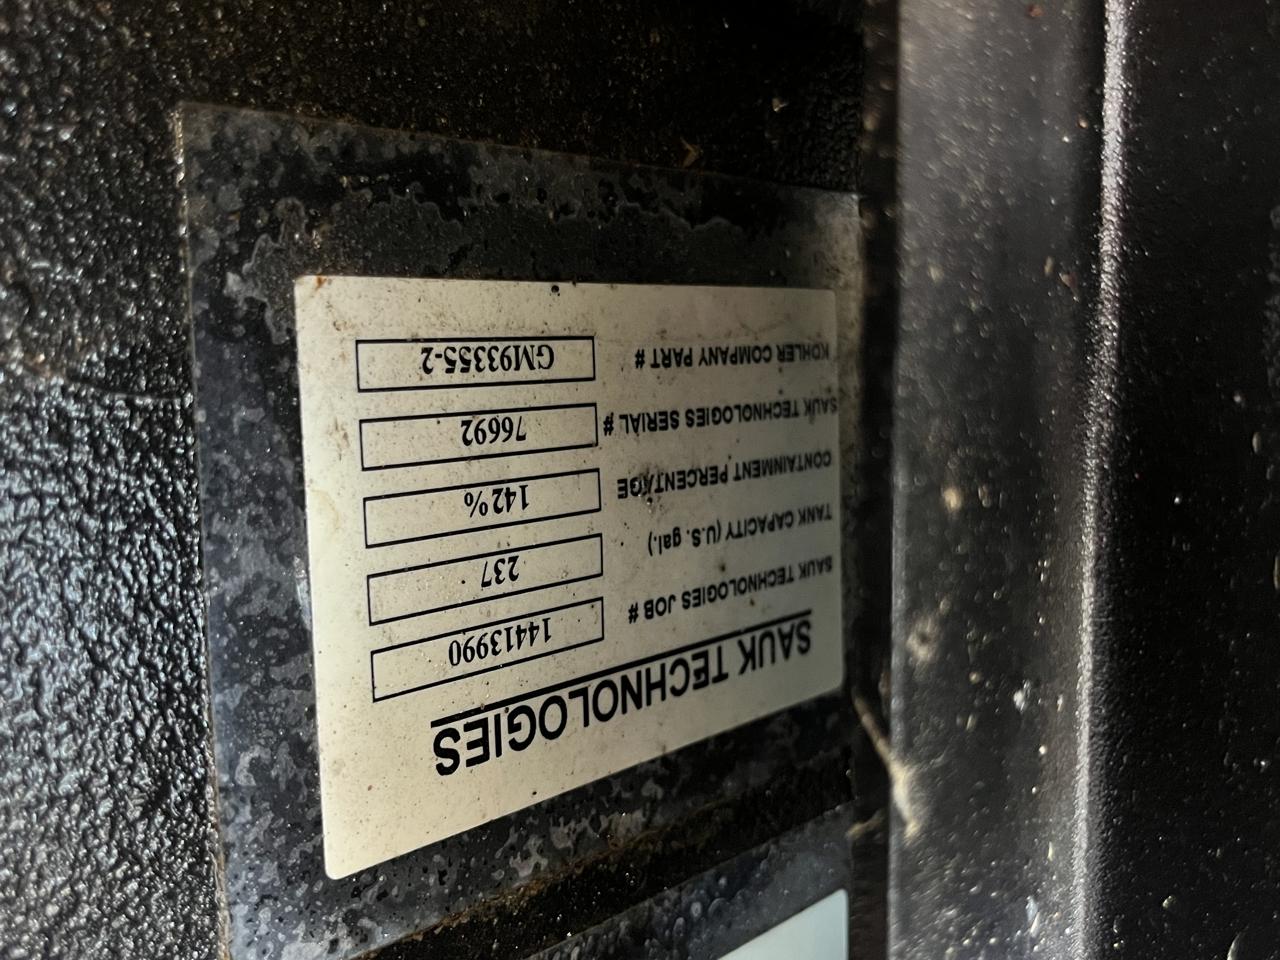 SAUK TECHNOLOGIES
SAUK TECHNOLOGIES JOB # 14413990
TANK CAPACITY (U.S. gal.) 237
CONTAINMENT PERCENTAGE 142%
SAUK TECHNOLOGIES SERIAL # 76692
KOHLER COMPANY PART # GM93355-2